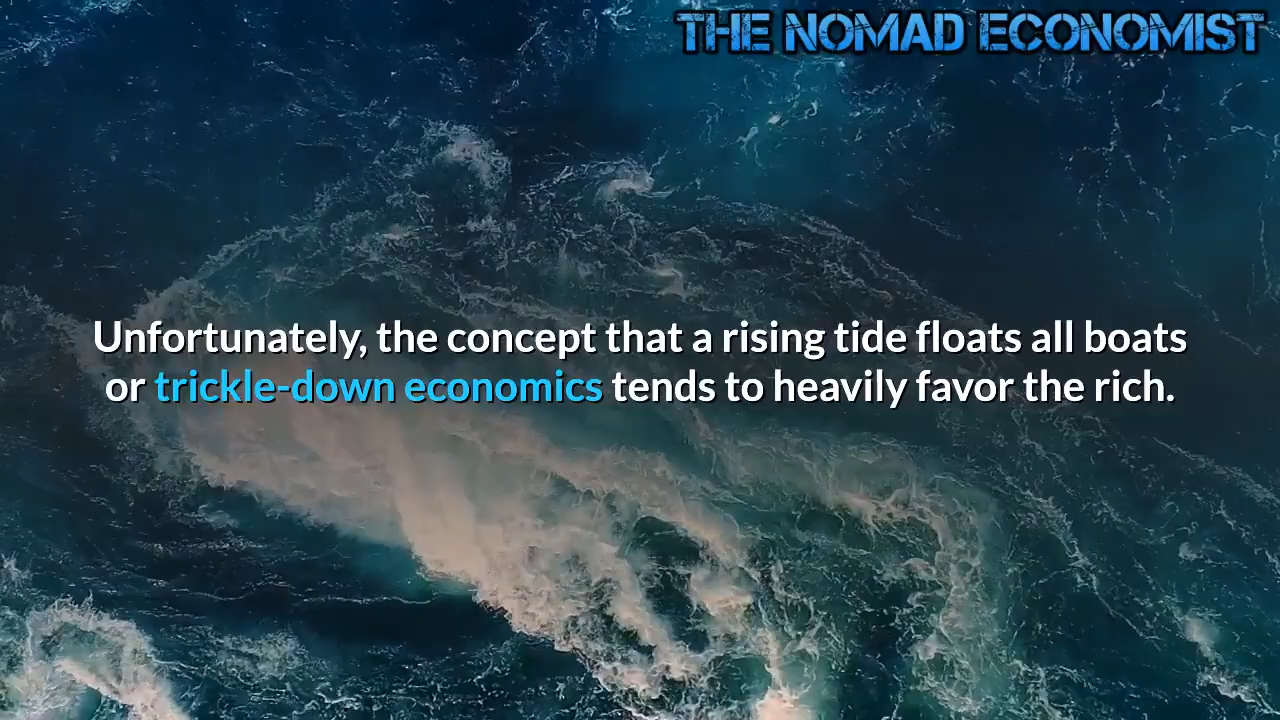 THE NOMAD ECONOMIST
Unfortunately, the concept that a rising tide floats all boats
or trickle-down economics tends to heavily favor the rich.